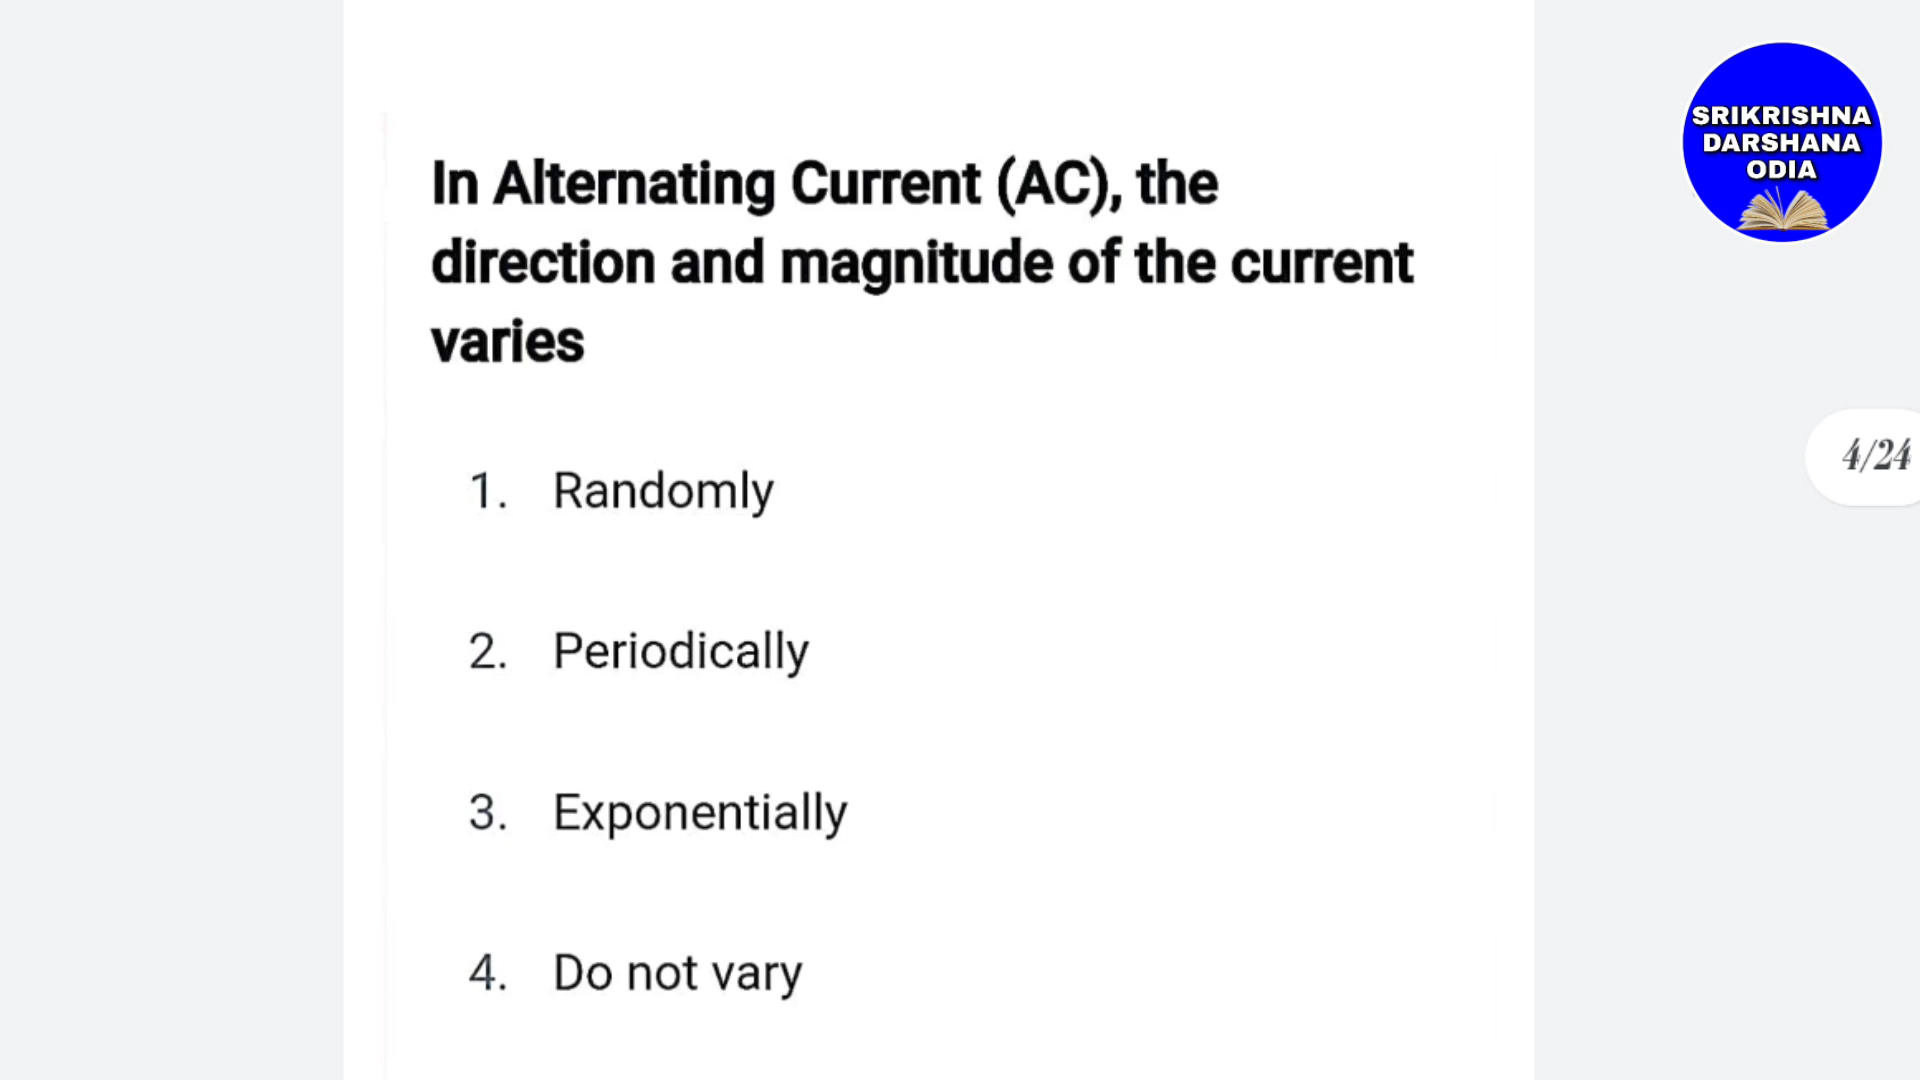 SRIKRISHNA
DARSHANA
ODIA
In Alternating Current (AC), the
direction and magnitude of the current
varies
4/24
1. Randomly
2. Periodically
3. Exponentially
4. Do not vary